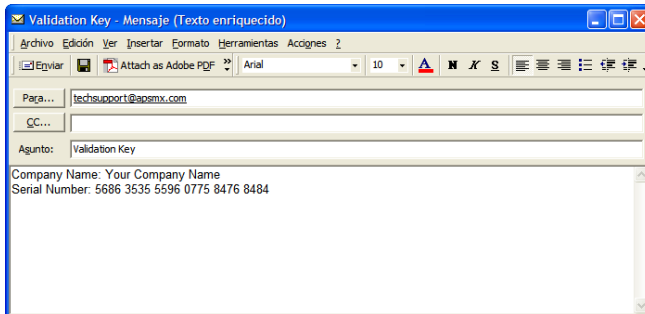 Validation Key - Mensaje (Texto enriquecido)
Archivo Edición Ver Insertar Formato Herramientas Acciones ?
Enviar Attach as Adobe PDF Arial 10 A N K S
Para... techsupport@apsmx.com
CC...
Asunto: Validation Key
Company Name: Your Company Name
Serial Number: 5686 3535 5596 0775 8476 8484